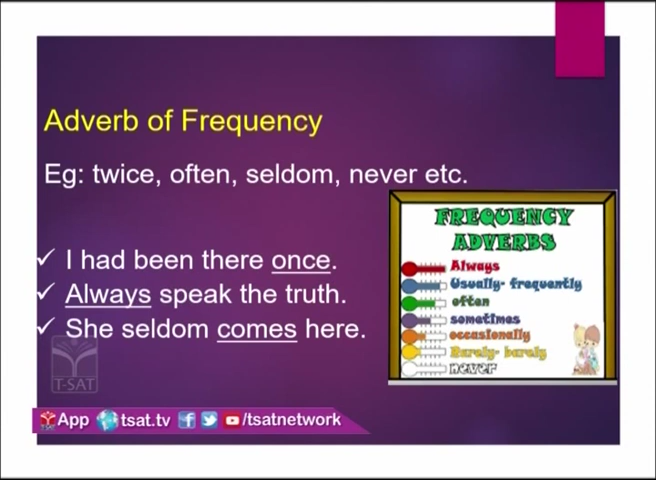 Adverb of Frequency
Eg: twice, often, seldom, never etc.
✓ I had been there once.
✓ Always speak the truth.
✓ She seldom comes here.
FREQUENCY
ADVERBS
Always
Usually- frequently
often
sometimes
occasionally
Rarely- barely
never
T-SAT
App tsat.tv /tsatnetwork